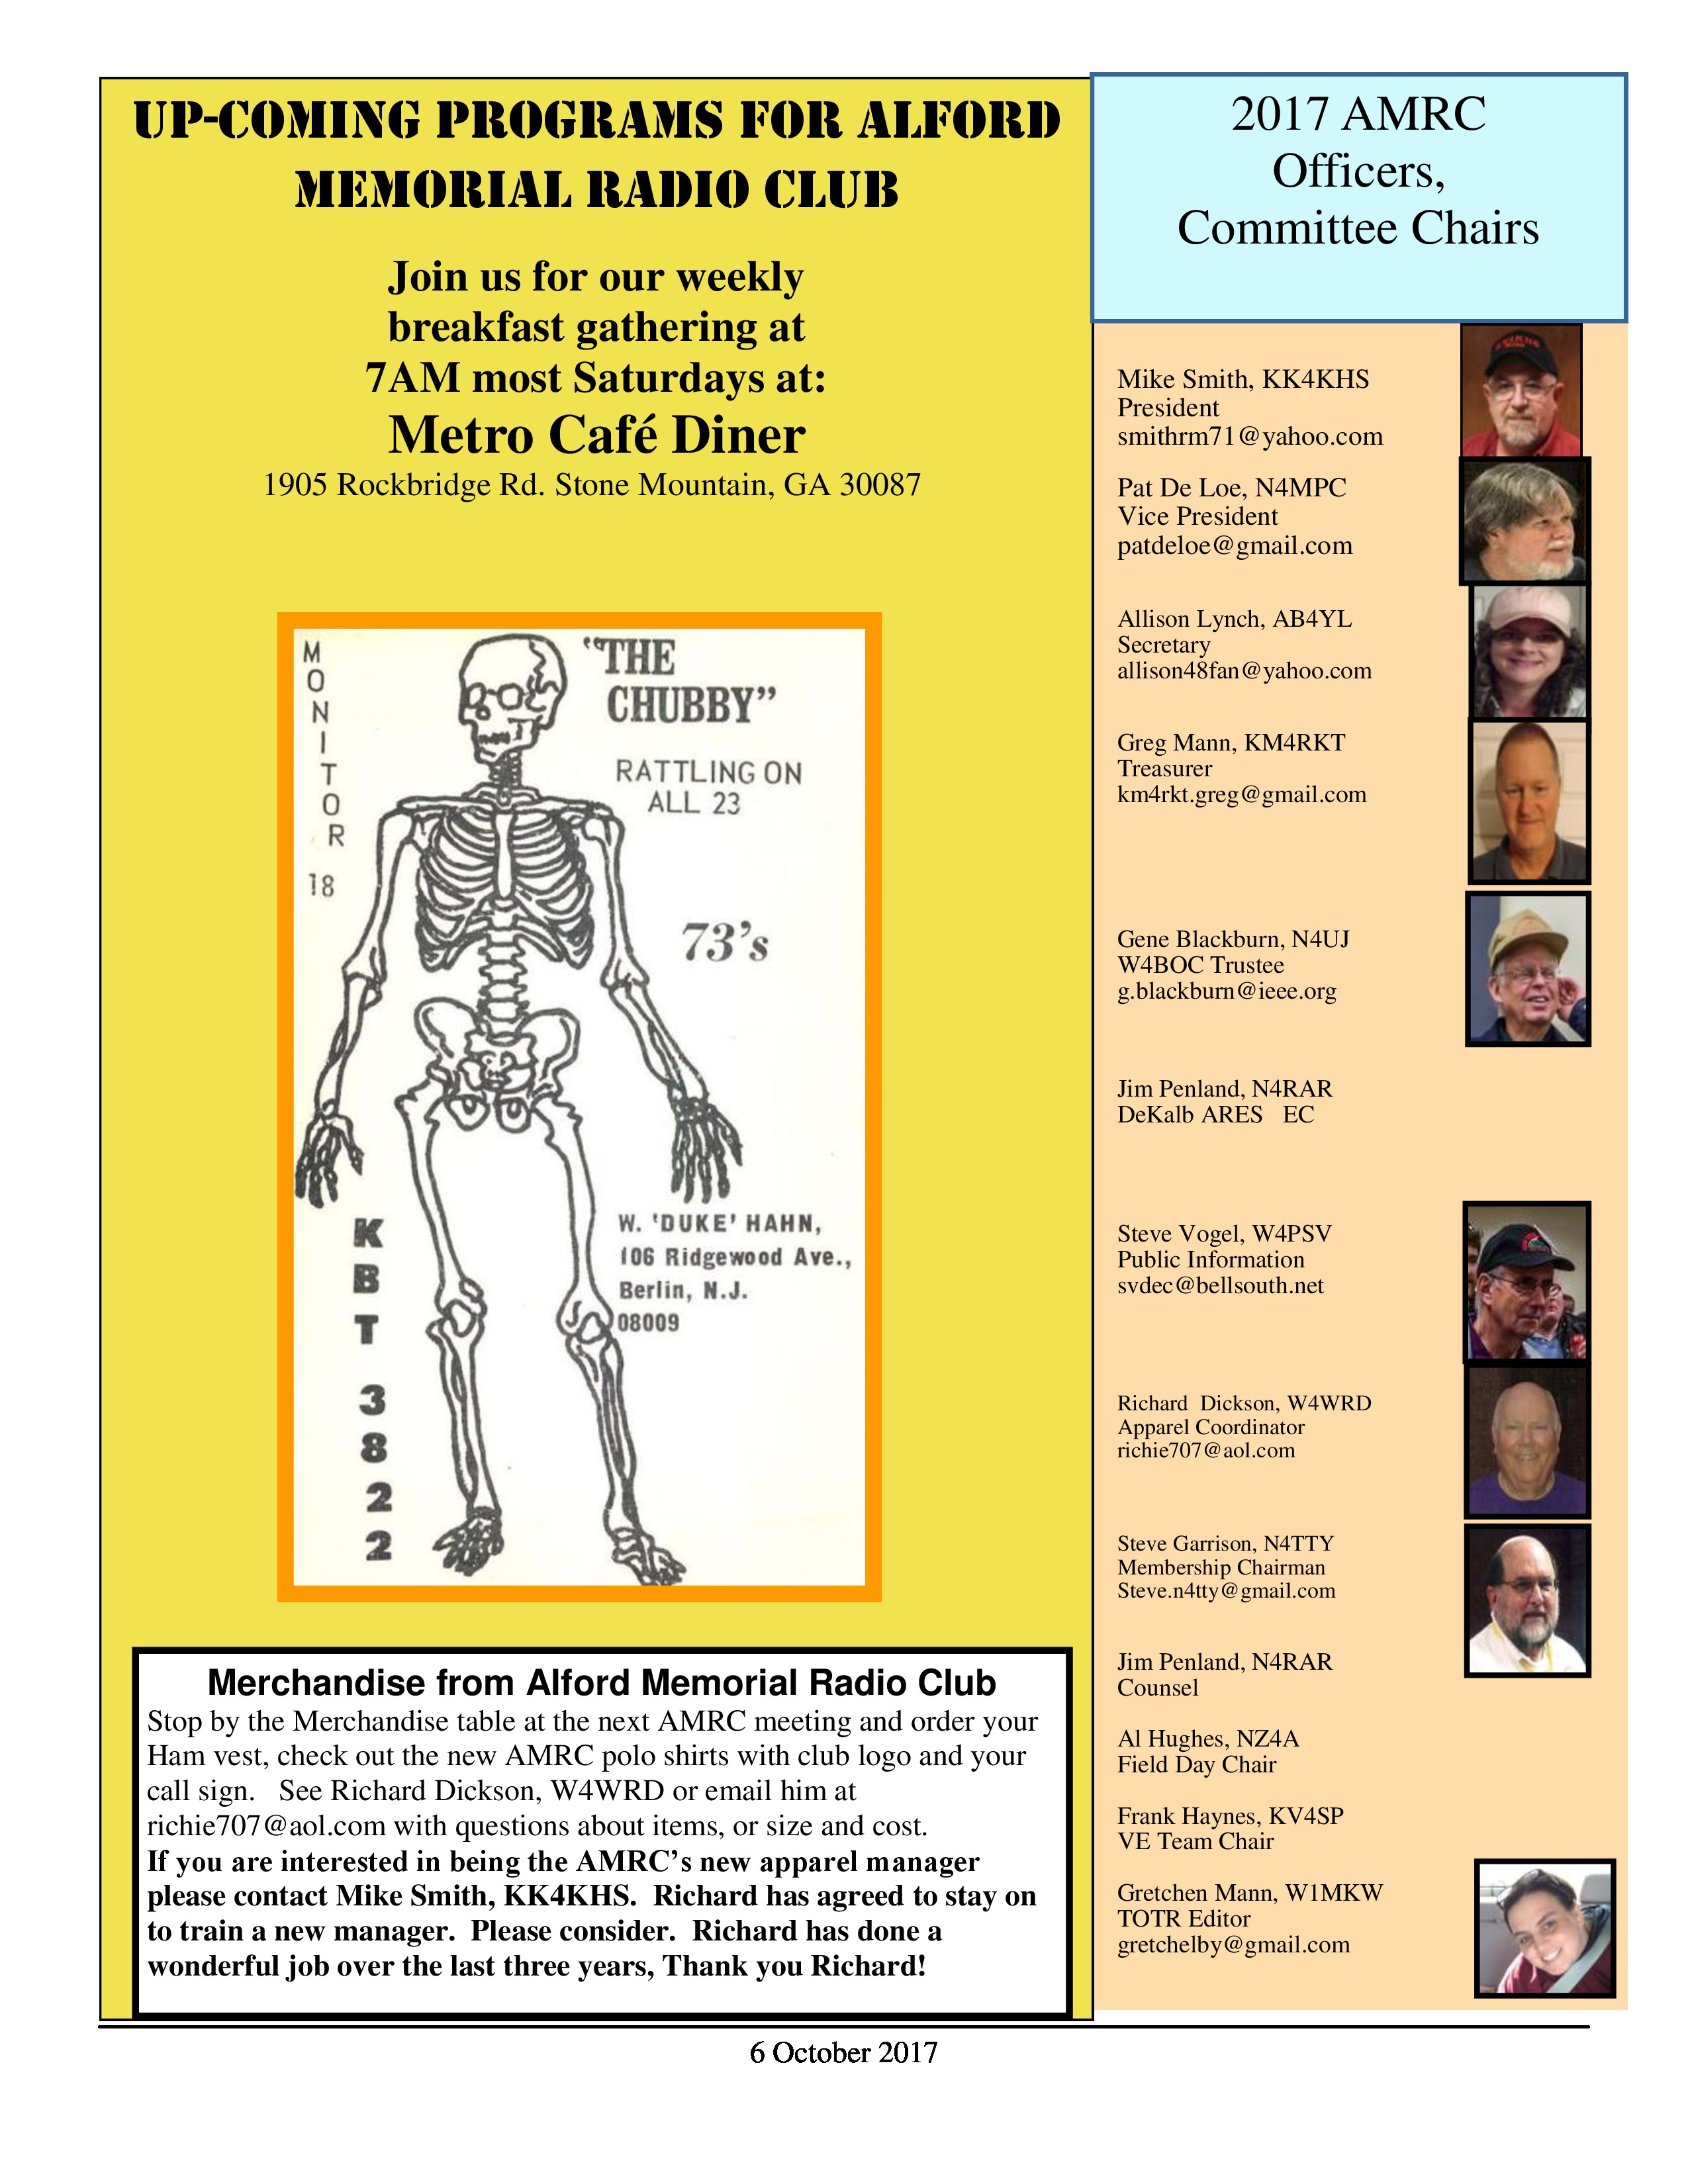 UP-COMING PROGRAMS FOR ALFORD
MEMORIAL RADIO CLUB
Join us for our weekly
breakfast gathering at
7AM most Saturdays at:
Metro Café Diner
1905 Rockbridge Rd. Stone Mountain, GA 30087
MONITOR
18
“THE
CHUBBY”
RATTLING ON
ALL 23
73’s
KBT
3822
W. ‘DUKE’ HAHN,
106 Ridgewood Ave.,
Berlin, N.J.
08009
Merchandise from Alford Memorial Radio Club
Stop by the Merchandise table at the next AMRC meeting and order your
Ham vest, check out the new AMRC polo shirts with club logo and your
call sign.   See Richard Dickson, W4WRD or email him at
richie707@aol.com with questions about items, or size and cost.
If you are interested in being the AMRC’s new apparel manager
please contact Mike Smith, KK4KHS.  Richard has agreed to stay on
to train a new manager.  Please consider.  Richard has done a
wonderful job over the last three years, Thank you Richard!
2017 AMRC
Officers,
Committee Chairs
Mike Smith, KK4KHS
President
smithrm71@yahoo.com
Pat De Loe, N4MPC
Vice President
patdeloe@gmail.com
Allison Lynch, AB4YL
Secretary
allison48fan@yahoo.com
Greg Mann, KM4RKT
Treasurer
km4rkt.greg@gmail.com
Gene Blackburn, N4UJ
W4BOC Trustee
g.blackburn@ieee.org
Jim Penland, N4RAR
DeKalb ARES   EC
Steve Vogel, W4PSV
Public Information
svdec@bellsouth.net
Richard  Dickson, W4WRD
Apparel Coordinator
richie707@aol.com
Steve Garrison, N4TTY
Membership Chairman
Steve.n4tty@gmail.com
Jim Penland, N4RAR
Counsel
Al Hughes, NZ4A
Field Day Chair
Frank Haynes, KV4SP
VE Team Chair
Gretchen Mann, W1MKW
TOTR Editor
gretchelby@gmail.com
6 October 2017